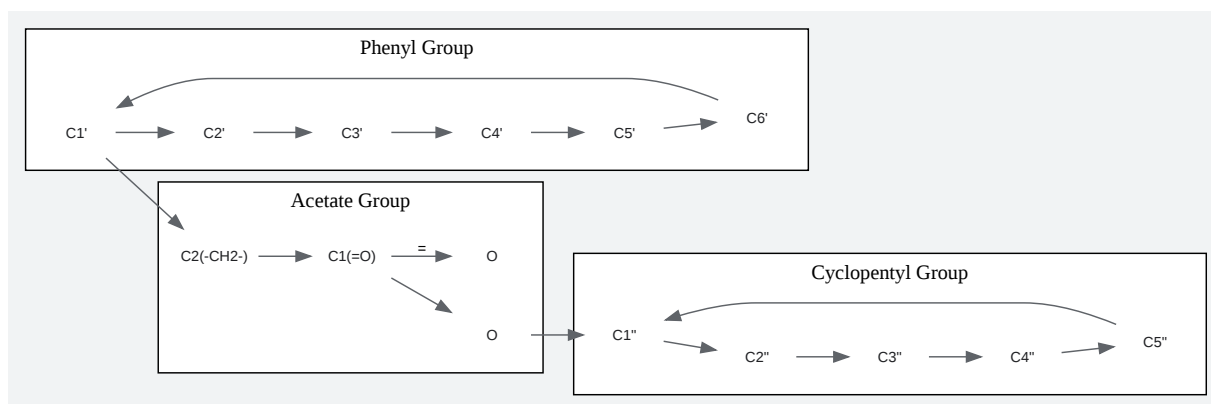 Phenyl Group
C1' C2' C3' C4' C5' C6'
Acetate Group
C2(-CH2-) C1(=O) = O
O
Cyclopentyl Group
C1" C2" C3" C4" C5"